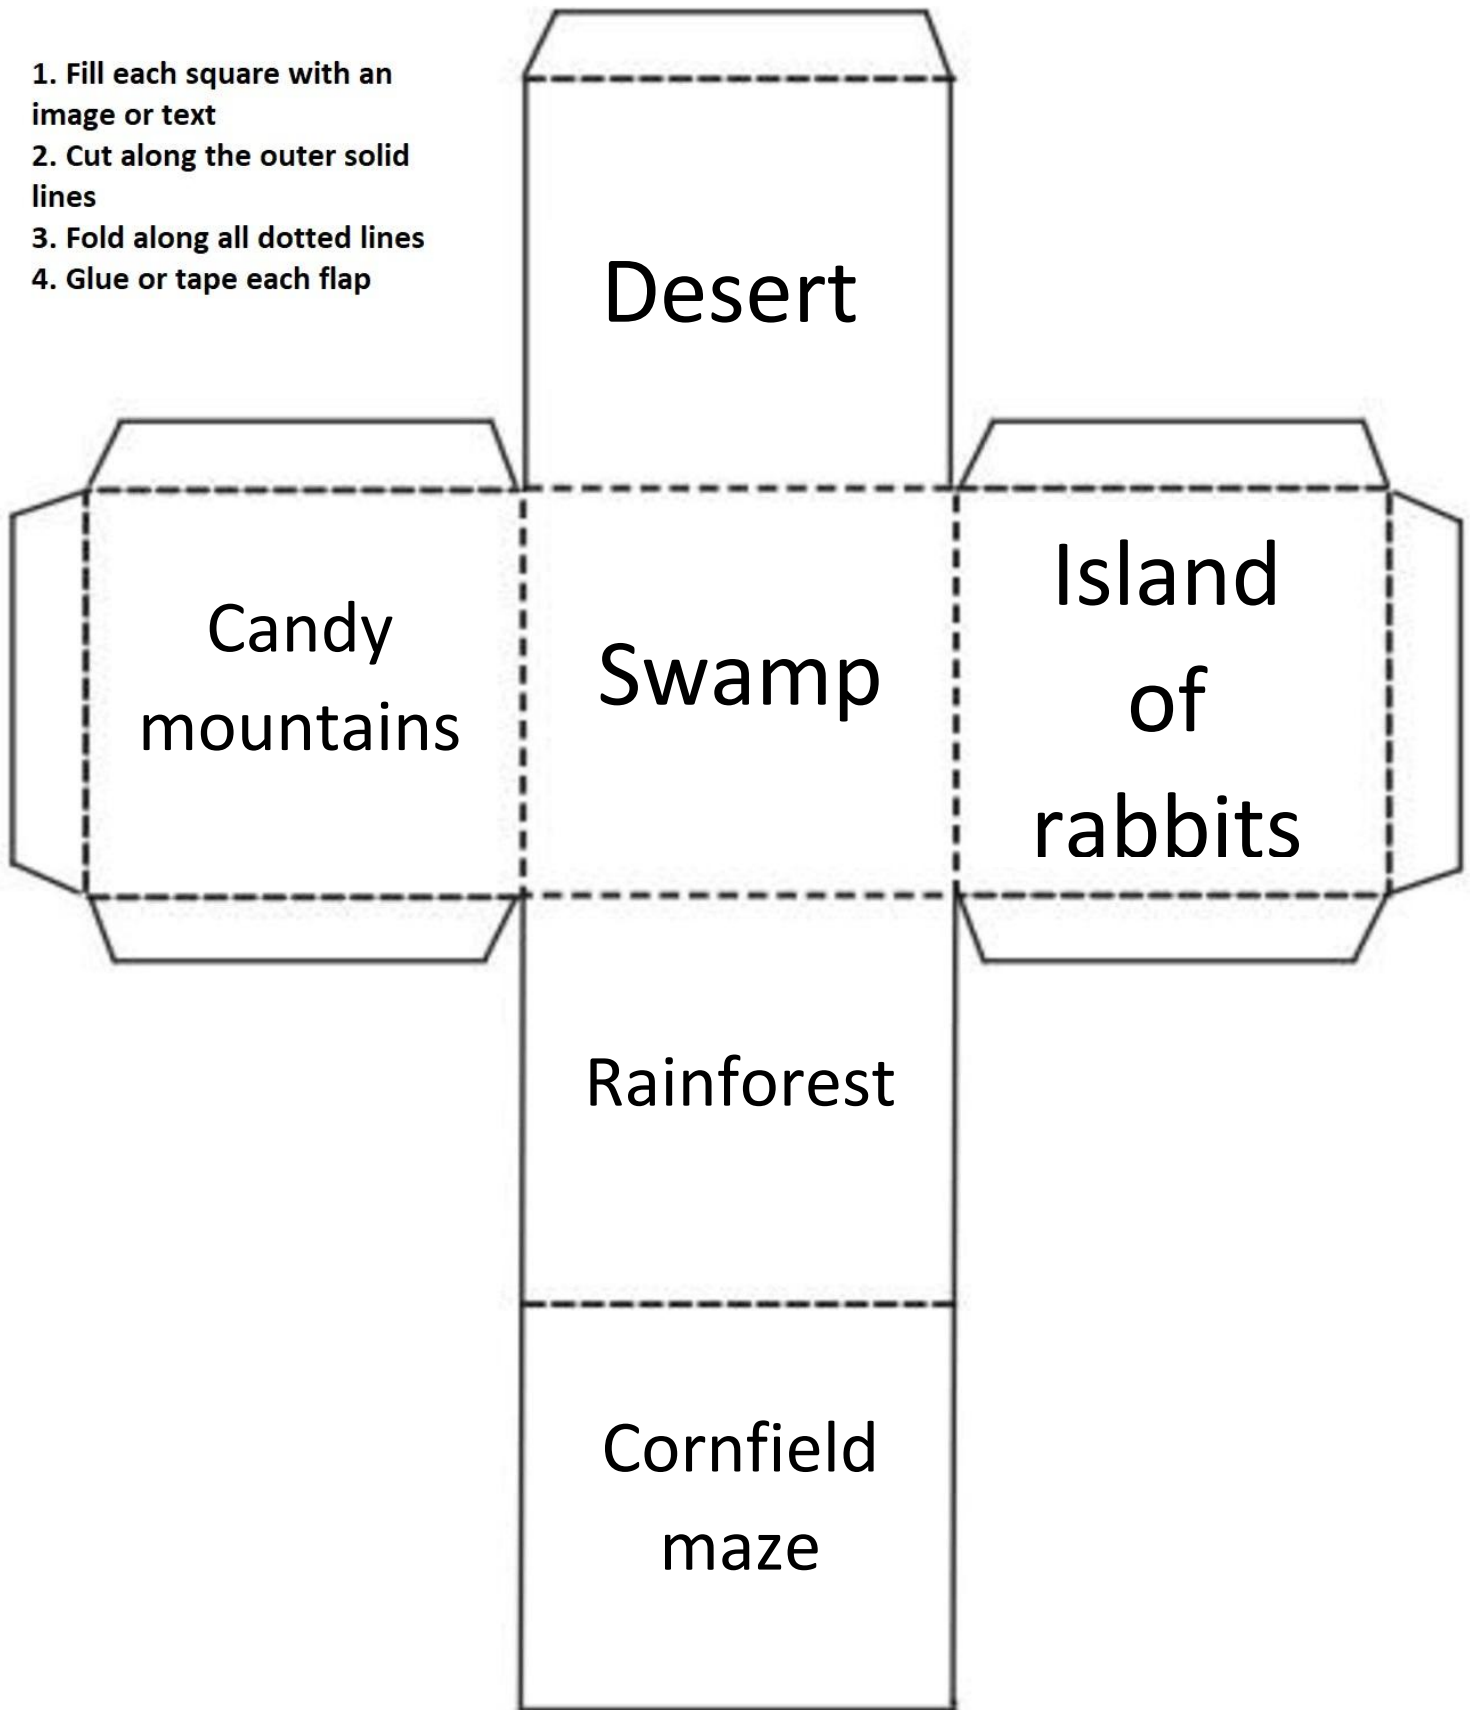 1. Fill each square with an
image or text
2. Cut along the outer solid
lines
3. Fold along all dotted lines
4. Glue or tape each flap
Desert
Candy
mountains
Swamp
Island
of
rabbits
Rainforest
Cornfield
maze